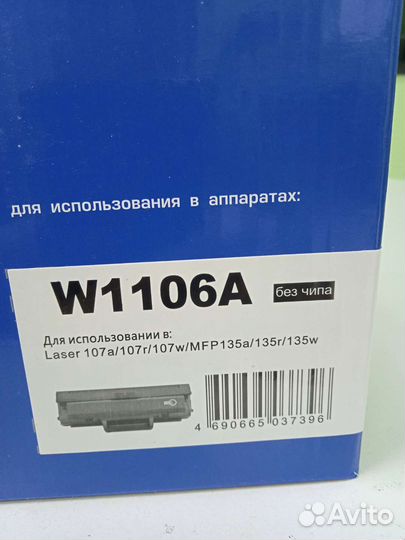 для использования в аппаратах:
W1106A без чипа
Для использовании в:
Laser 107a/107r/107w/MFP135a/135r/135w
4 690665 037396
Avito